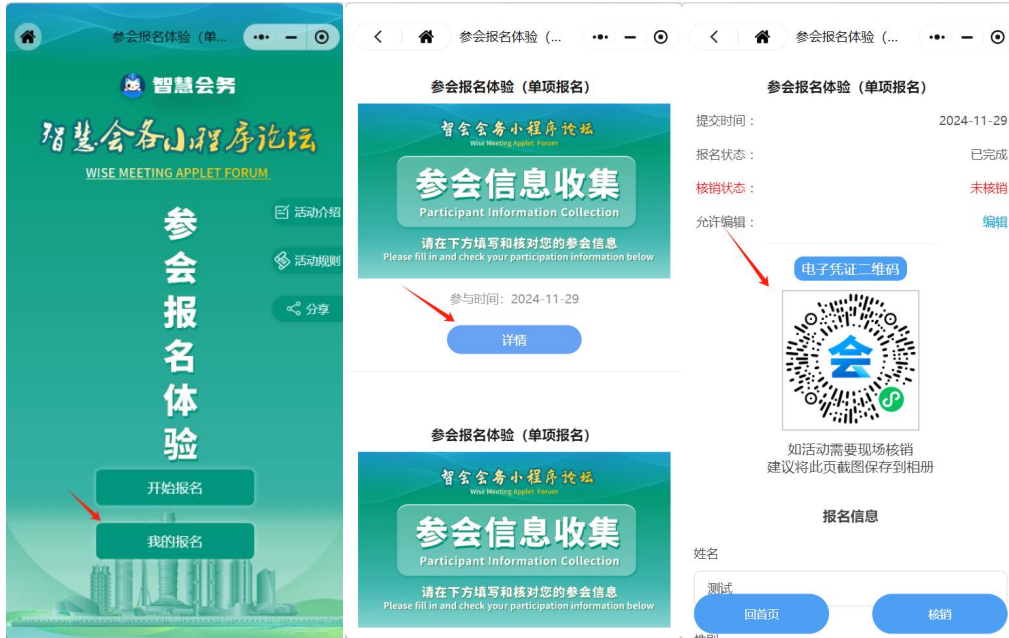 参会报名体验（单...
智慧会务
智慧会务小程序论坛
WISE MEETING APPLET FORUM
活动介绍
活动规则
分享
参会报名体验
开始报名
我的报名
参会报名体验（...
参会报名体验（单项报名）
智会会务小程序论坛
Wise Meeting Applet Forum
参会信息收集
Participant Information Collection
请在下方填写和核对您的参会信息
Please fill in and check your participation information below
参与时间：2024-11-29
详情
参会报名体验（单项报名）
智会会务小程序论坛
Wise Meeting Applet Forum
参会信息收集
Participant Information Collection
请在下方填写和核对您的参会信息
Please fill in and check your participation information below
参会报名体验（...
参会报名体验（单项报名）
提交时间： 2024-11-29
报名状态： 已完成
核销状态： 未核销
允许编辑： 编辑
电子凭证二维码
会
如活动需要现场核销
建议将此页截图保存到相册
报名信息
姓名
测试
回首页 核销